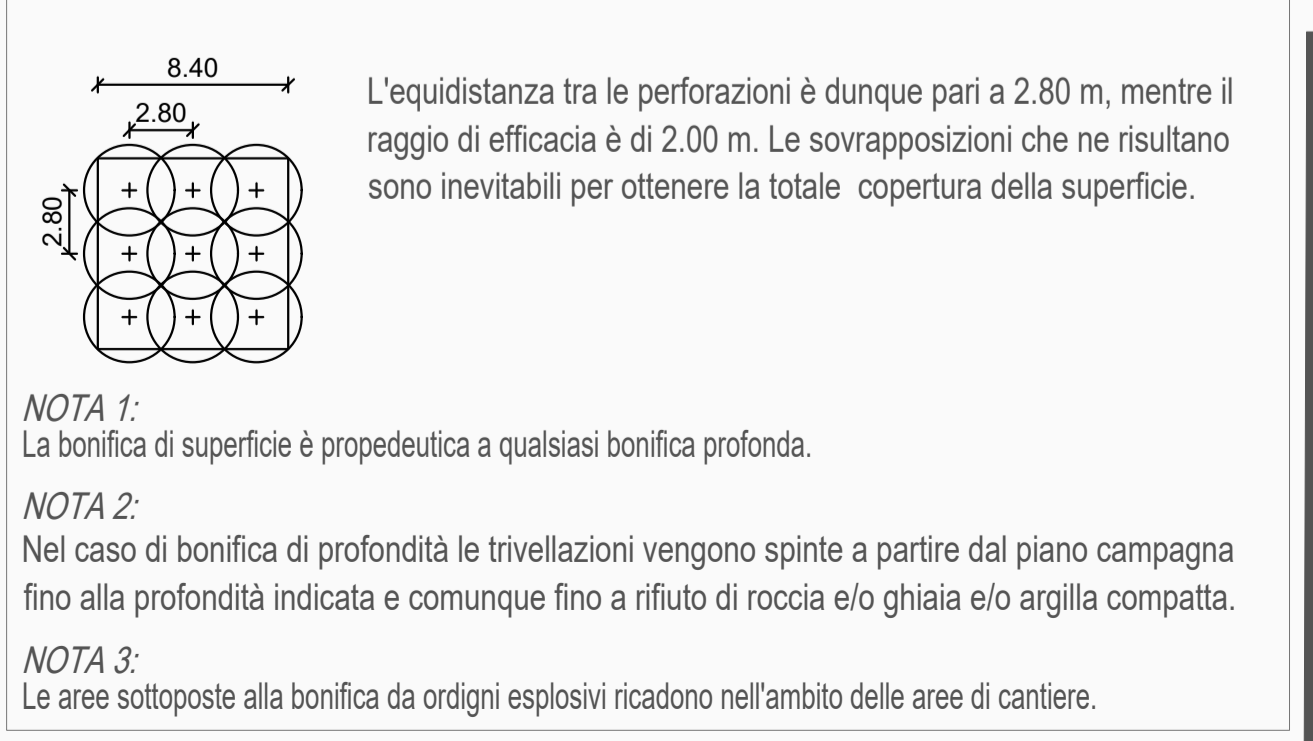 8.40
2.80
2.80
L'equidistanza tra le perforazioni è dunque pari a 2.80 m, mentre il
raggio di efficacia è di 2.00 m. Le sovrapposizioni che ne risultano
sono inevitabili per ottenere la totale copertura della superficie.
NOTA 1:
La bonifica di superficie è propedeutica a qualsiasi bonifica profonda.
NOTA 2:
Nel caso di bonifica di profondità le trivellazioni vengono spinte a partire dal piano campagna
fino alla profondità indicata e comunque fino a rifiuto di roccia e/o ghiaia e/o argilla compatta.
NOTA 3:
Le aree sottoposte alla bonifica da ordigni esplosivi ricadono nell'ambito delle aree di cantiere.